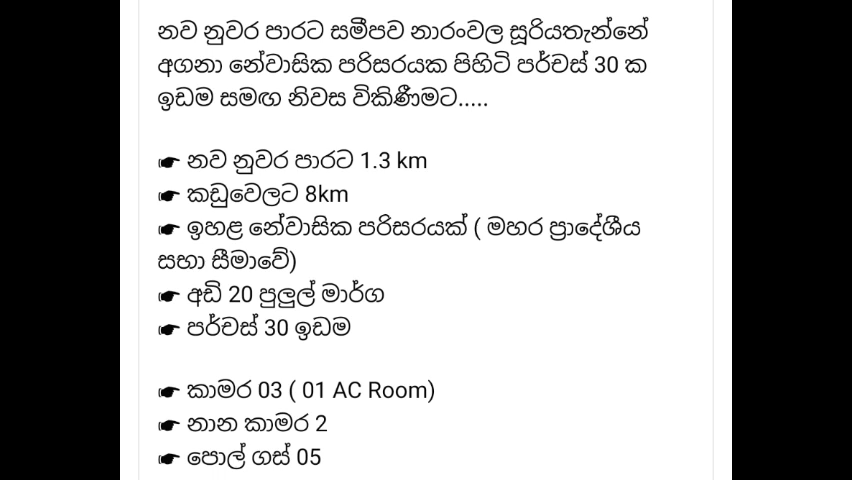 නව නුවර පාරට සමීපව නාරංවල සූරියතැන්නේ
අගනා නේවාසික පරිසරයක පිහිටි පර්චස් 30 ක
ඉඩම සමඟ නිවස විකිණීමට.....
☛ නව නුවර පාරට 1.3 km
☛ කඩුවෙලට 8km
☛ ඉහළ නේවාසික පරිසරයක් ( මහර ප්‍රාදේශීය
සභා සීමාවේ)
☛ අඩි 20 පුලුල් මාර්ග
☛ පර්චස් 30 ඉඩම
☛ කාමර 03 ( 01 AC Room)
☛ නාන කාමර 2
☛ පොල් ගස් 05